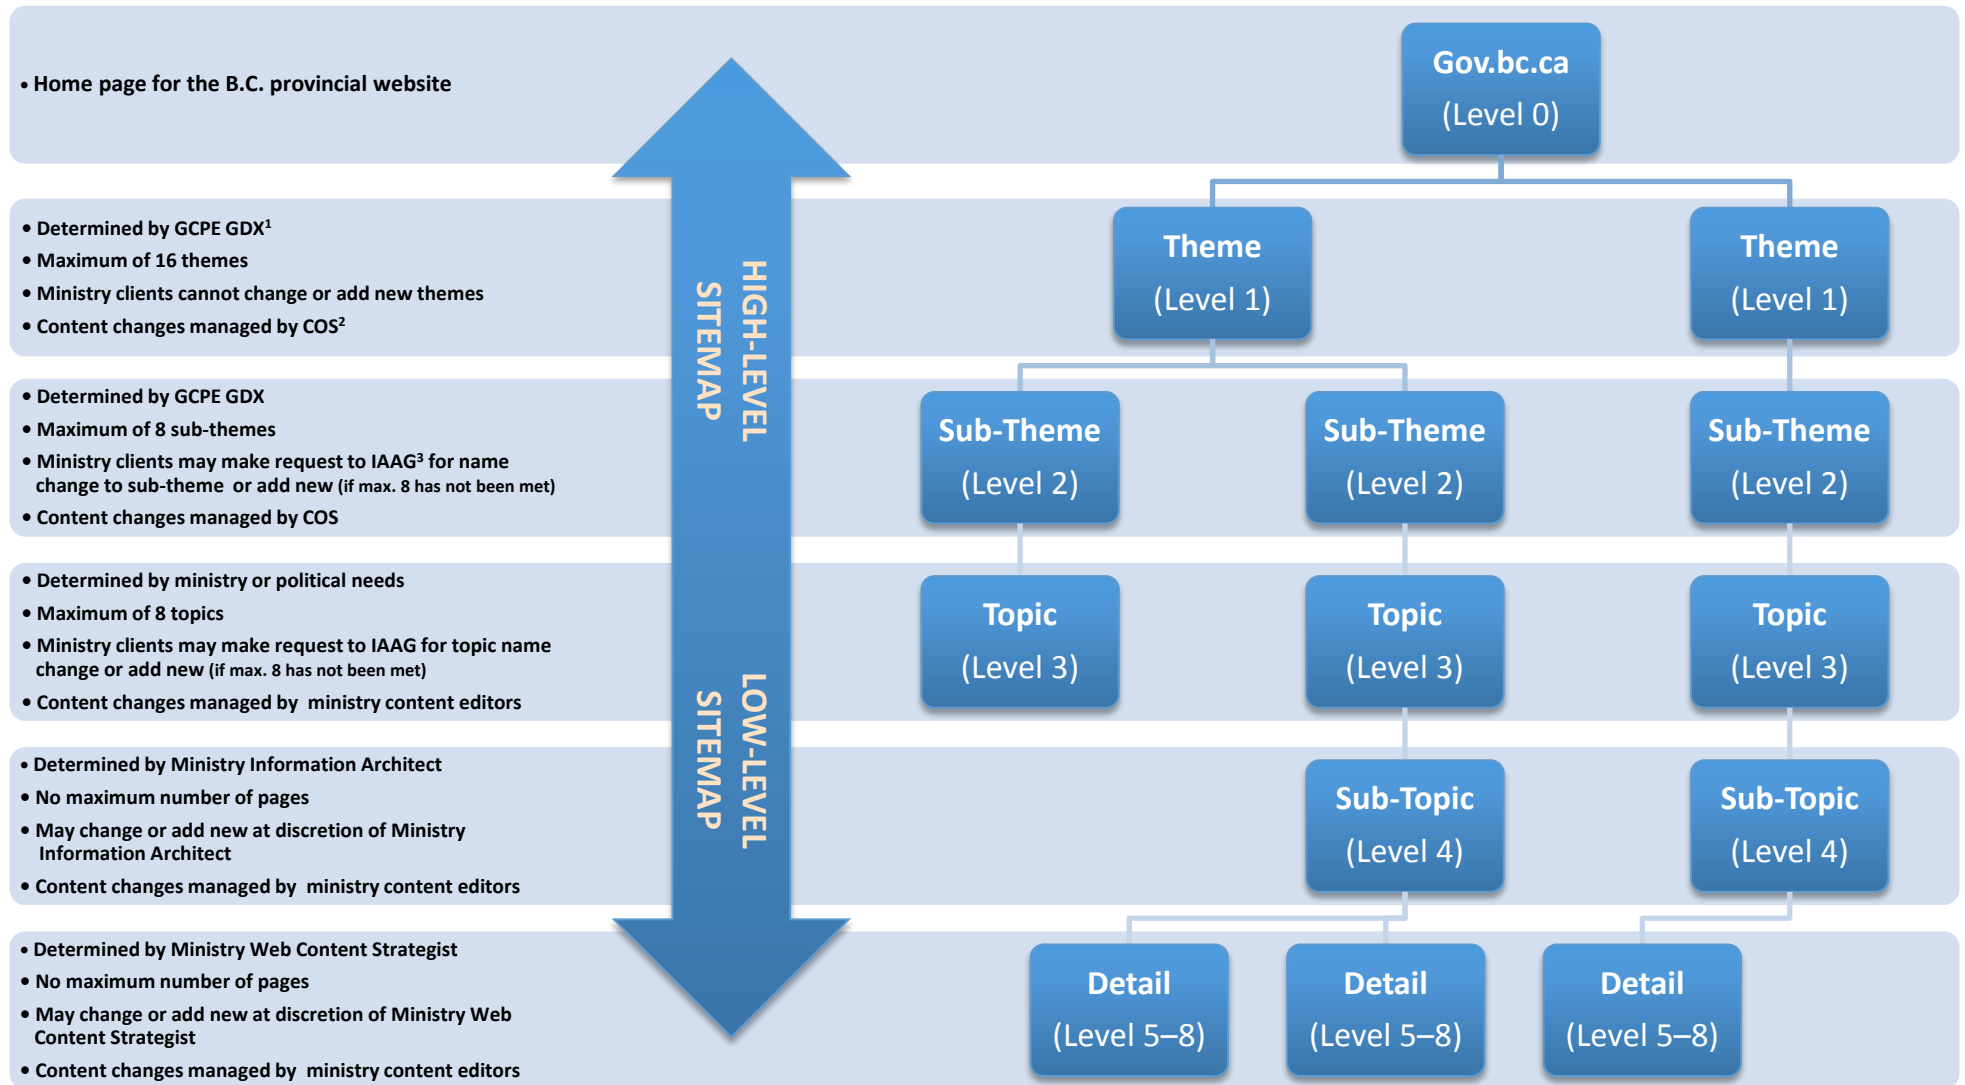 • Home page for the B.C. provincial website
Gov.bc.ca
(Level 0)
• Determined by GCPE GDX1
• Maximum of 16 themes
• Ministry clients cannot change or add new themes
• Content changes managed by COS2
Theme
(Level 1)
Theme
(Level 1)
HIGH-LEVEL
SITEMAP
• Determined by GCPE GDX
• Maximum of 8 sub-themes
• Ministry clients may make request to IAAG3 for name
change to sub-theme or add new (if max. 8 has not been met)
• Content changes managed by COS
Sub-Theme
(Level 2)
Sub-Theme
(Level 2)
Sub-Theme
(Level 2)
• Determined by ministry or political needs
• Maximum of 8 topics
• Ministry clients may make request to IAAG for topic name
change or add new (if max. 8 has not been met)
• Content changes managed by ministry content editors
Topic
(Level 3)
Topic
(Level 3)
Topic
(Level 3)
LOW-LEVEL
SITEMAP
• Determined by Ministry Information Architect
• No maximum number of pages
• May change or add new at discretion of Ministry
Information Architect
• Content changes managed by ministry content editors
Sub-Topic
(Level 4)
Sub-Topic
(Level 4)
• Determined by Ministry Web Content Strategist
• No maximum number of pages
• May change or add new at discretion of Ministry Web
Content Strategist
• Content changes managed by ministry content editors
Detail
(Level 5–8)
Detail
(Level 5–8)
Detail
(Level 5–8)